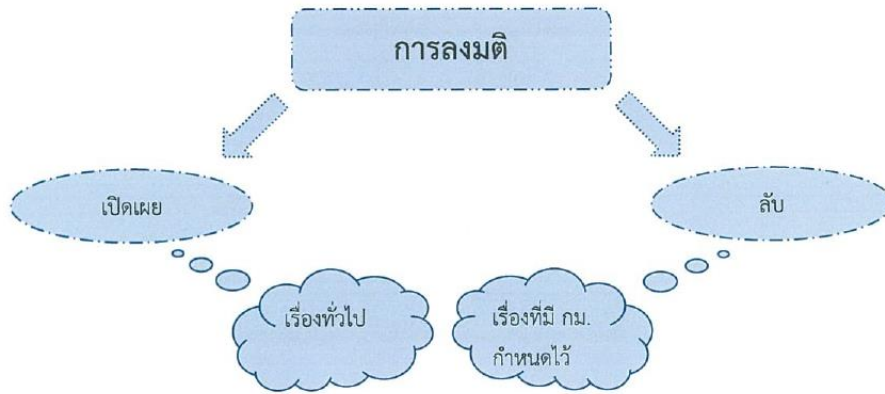 การลงมติ
เปิดเผย
ลับ
เรื่องทั่วไป
เรื่องที่มี กม.
กำหนดไว้